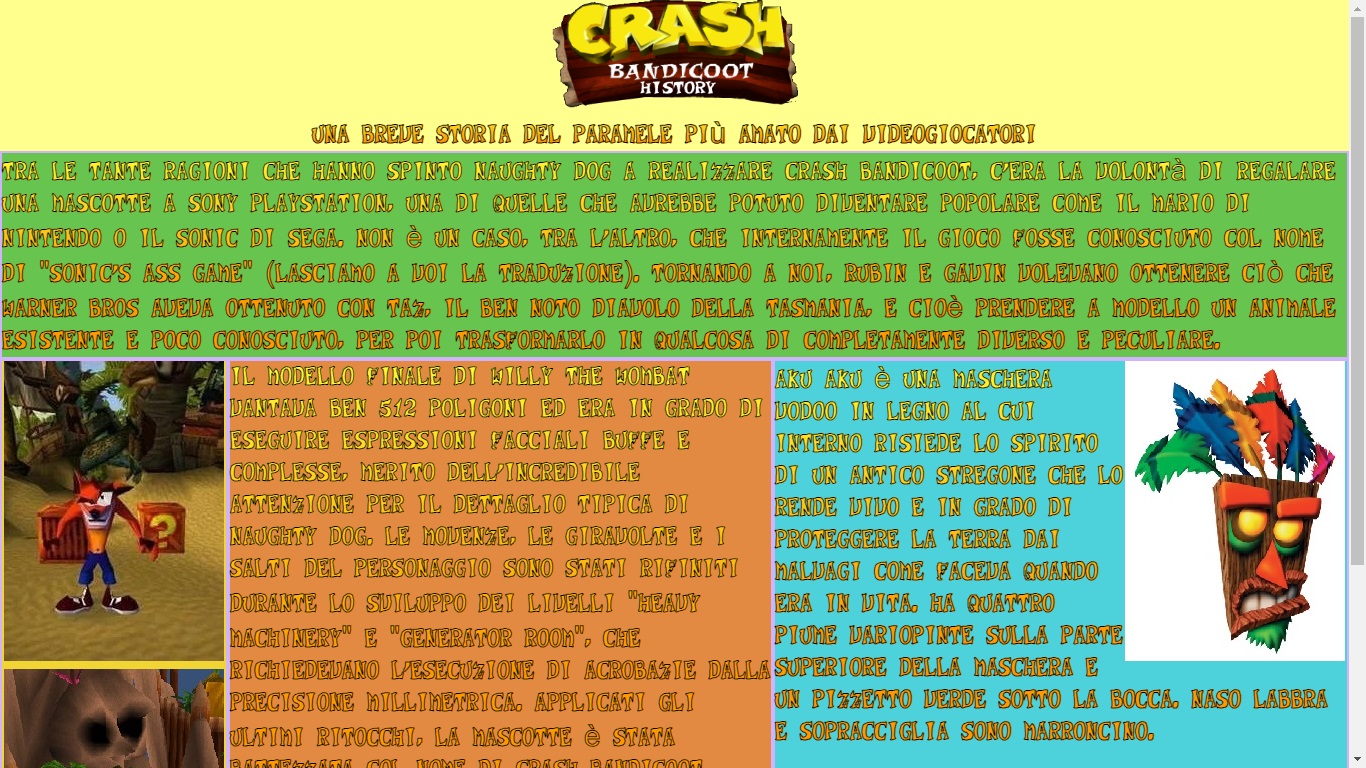 CRASH
BANDICOOT
HISTORY
UNA BREVE STORIA DEL PARAMELE PIÙ AMATO DAI VIDEOGIOCATORI
TRA LE TANTE RAGIONI CHE HANNO SPINTO NAUGHTY DOG A REALIZZARE CRASH BANDICOOT, C'ERA LA VOLONTÀ DI REGALARE
UNA MASCOTTE A SONY PLAYSTATION, UNA DI QUELLE CHE AVREBBE POTUTO DIVENTARE POPOLARE COME IL MARIO DI
NINTENDO O IL SONIC DI SEGA. NON È UN CASO, TRA L'ALTRO, CHE INTERNAMENTE IL GIOCO FOSSE CONOSCIUTO COL NOME
DI "SONIC'S ASS GAME" (LASCIAMO A VOI LA TRADUZIONE). TORNANDO A NOI, RUBIN E GAVIN VOLEVANO OTTENERE CIÒ CHE
WARNER BROS AVEVA OTTENUTO CON TAZ, IL BEN NOTO DIAVOLO DELLA TASMANIA, E CIOÈ PRENDERE A MODELLO UN ANIMALE
ESISTENTE E POCO CONOSCIUTO, PER POI TRASFORMARLO IN QUALCOSA DI COMPLETAMENTE DIVERSO E PECULIARE.
IL MODELLO FINALE DI WILLY THE WOMBAT
VANTAVA BEN 512 POLIGONI ED ERA IN GRADO DI
ESEGUIRE ESPRESSIONI FACCIALI BUFFE E
COMPLESSE, MERITO DELL'INCREDIBILE
ATTENZIONE PER IL DETTAGLIO TIPICA DI
NAUGHTY DOG. LE MOVENZE, LE GIRAVOLTE E I
SALTI DEL PERSONAGGIO SONO STATI RIFINITI
DURANTE LO SVILUPPO DEI LIVELLI "HEAVY
MACHINERY" E "GENERATOR ROOM", CHE
RICHIEDEVANO L'ESECUZIONE DI ACROBAZIE DALLA
PRECISIONE MILLIMETRICA. APPLICATI GLI
ULTIMI RITOCCHI, LA MASCOTTE È STATA
BATTEZZATA COL NOME DI CRASH BANDICOOT
AKU AKU È UNA MASCHERA
VODOO IN LEGNO AL CUI
INTERNO RISIEDE LO SPIRITO
DI UN ANTICO STREGONE CHE LO
RENDE VIVO E IN GRADO DI
PROTEGGERE LA TERRA DAI
MALVAGI COME FACEVA QUANDO
ERA IN VITA. HA QUATTRO
PIUME VARIOPINTE SULLA PARTE
SUPERIORE DELLA MASCHERA E
UN PIZZETTO VERDE SOTTO LA BOCCA. NASO LABBRA
E SOPRACCIGLIA SONO MARRONCINO.
?